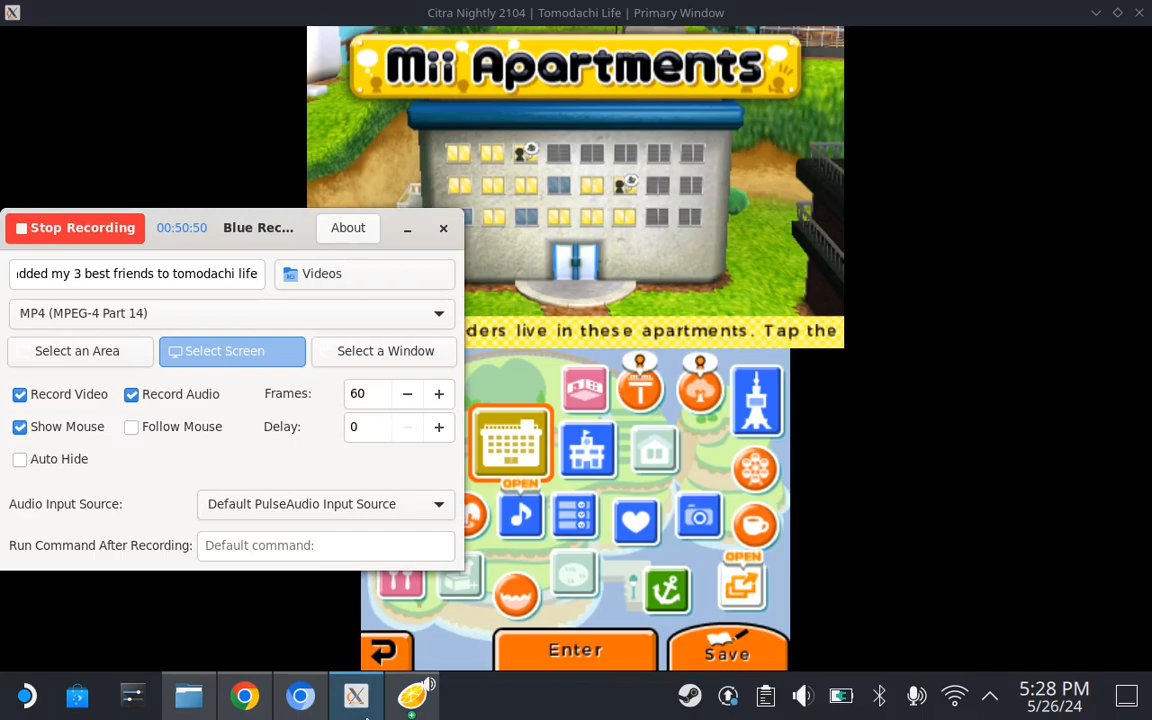 Citra Nightly 2104 | Tomodachi Life | Primary Window
Mii Apartments
Stop Recording
00:50:50
Blue Rec...
About
dded my 3 best friends to tomodachi life
Videos
ders live in these apartments. Tap the
MP4 (MPEG-4 Part 14)
Select an Area
Select Screen
Select a Window
Record Video
Record Audio
Frames:
60
Show Mouse
Follow Mouse
Delay:
0
Auto Hide
OPEN
Audio Input Source:
Default PulseAudio Input Source
Run Command After Recording:
Default command:
OPEN
Enter
Save
5:28 PM
5/26/24